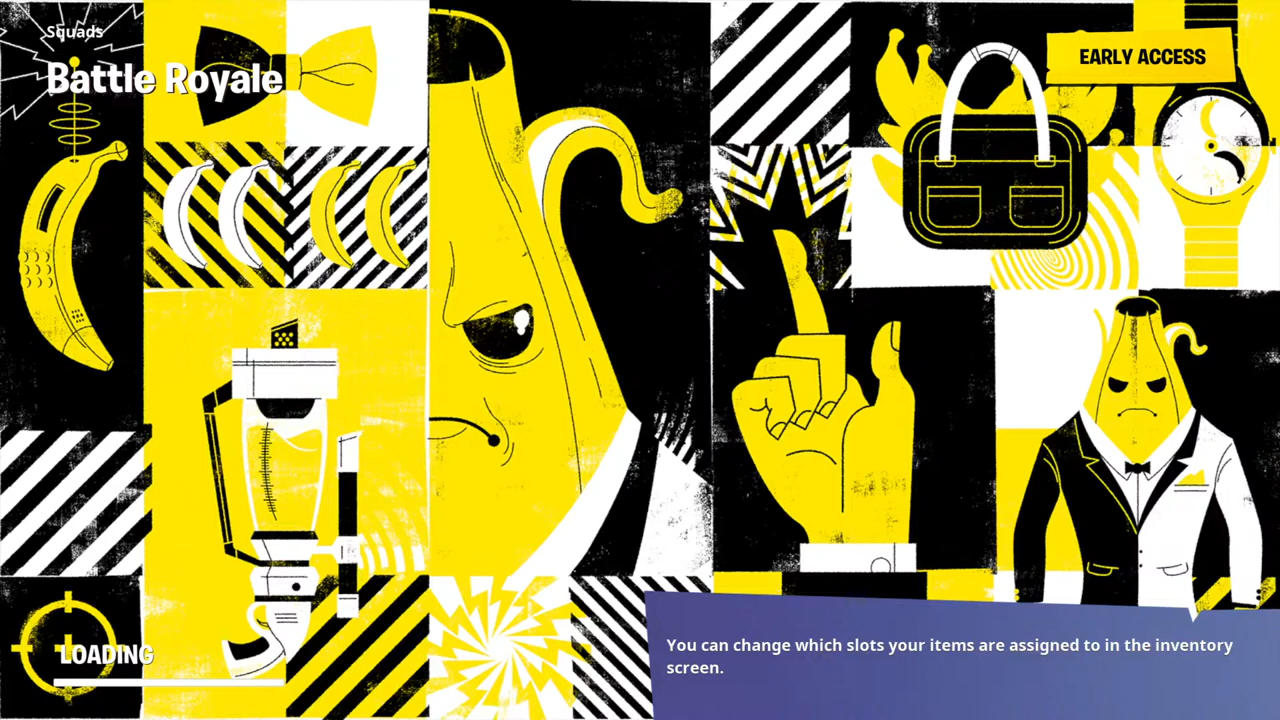 Squads
Battle Royale
EARLY ACCESS
LOADING
You can change which slots your items are assigned to in the inventory
screen.